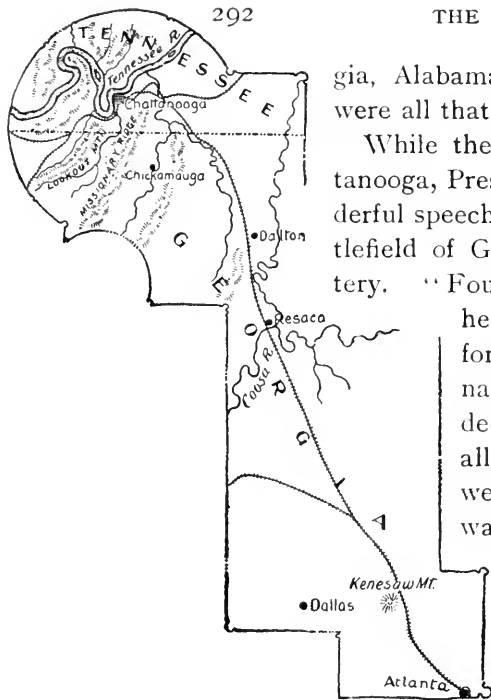 292 THE
gia, Alabama
were all that
While the
tanooga, Pres
derful speech
tlefield of G
tery. “Fou
he
for
na
de
all
we
wa
TENNESSEE
Tennessee R.
Chattanooga
LOOKOUT MT.
MISSIONARY RIDGE
Chickamauga
GEORGIA
Dalton
Resaca
Coosa R.
Kenesaw Mt.
Dallas
Atlanta